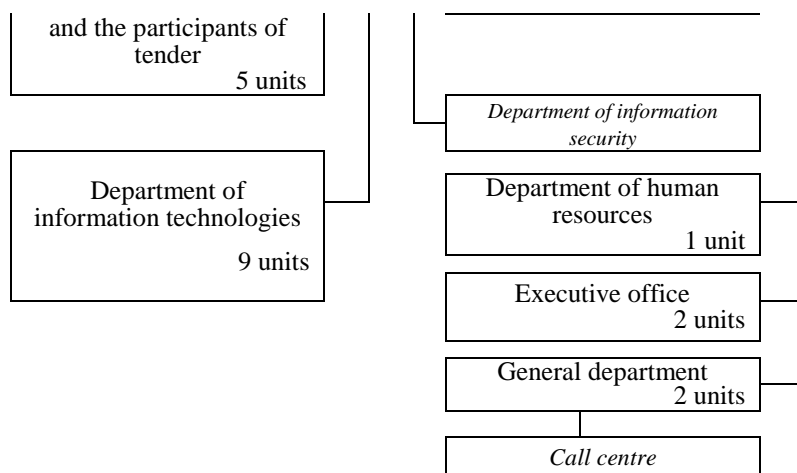 and the participants of
tender
5 units
Department of
information technologies
9 units
Department of information
security
Department of human
resources
1 unit
Executive office
2 units
General department
2 units
Call centre